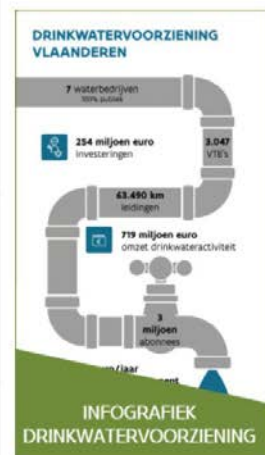 DRINKWATERVOORZIENING
VLAANDEREN
7 waterbedrijven
100% publiek
254 miljoen euro
investeringen
3.047
VTE's
63.490 km
leidingen
719 miljoen euro
omzet drinkwateractiviteit
3
miljoen
abonnees
/jaar
INFOGRAFIEK
DRINKWATERVOORZIENING